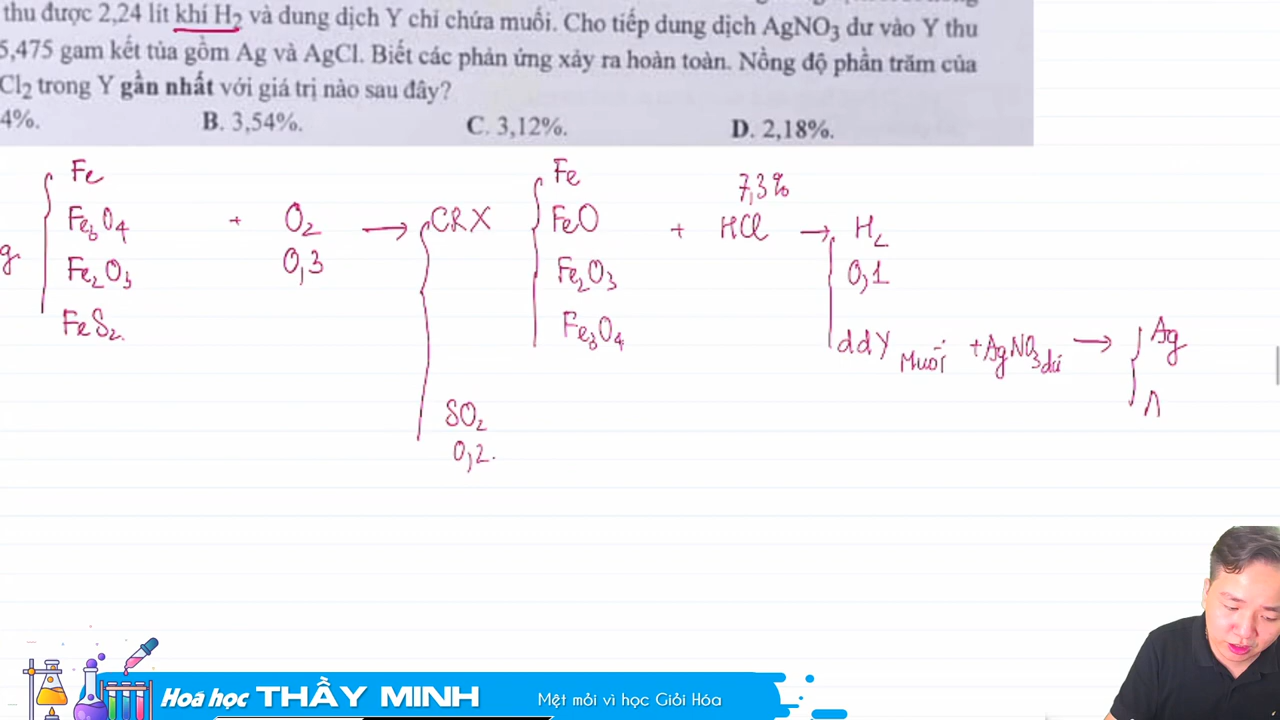 thu được 2,24 lít khí H2 và dung dịch Y chỉ chứa muối. Cho tiếp dung dịch AgNO3 dư vào Y thu
5,475 gam kết tủa gồm Ag và AgCl. Biết các phản ứng xảy ra hoàn toàn. Nồng độ phần trăm của
Cl2 trong Y gần nhất với giá trị nào sau đây?
4%. B. 3,54%. C. 3,12%. D. 2,18%.
Fe Fe 7,3%
Fe3O4 + O2 → CRX FeO + HCl → H2
g Fe2O3 0,3 Fe2O3 0,1
FeS2 Fe3O4 ddY Muối + AgNO3 dư → Ag
SO2
0,2
Hoá học THẦY MINH Mệt mỏi vì học Giỏi Hóa